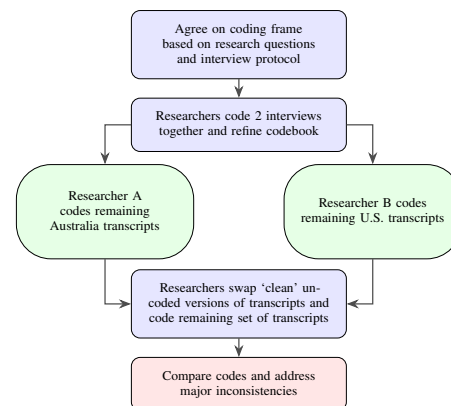 Agree on coding frame
based on research questions
and interview protocol
Researchers code 2 interviews
together and refine codebook
Researcher A
codes remaining
Australia transcripts
Researcher B codes
remaining U.S. transcripts
Researchers swap ‘clean’ un-
coded versions of transcripts and
code remaining set of transcripts
Compare codes and address
major inconsistencies